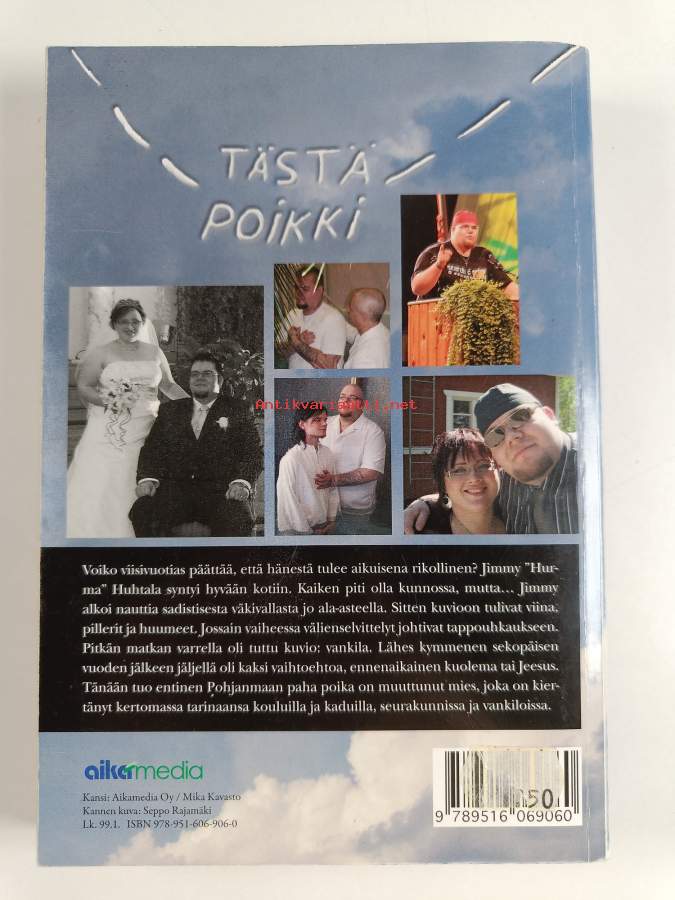 TÄSTÄ
POIKKI
Antikvariaatti.net
Voiko viisivuotias päättää, että hänestä tulee aikuisena rikollinen? Jimmy ”Hur-
ma” Huhtala syntyi hyvään kotiin. Kaiken piti olla kunnossa, mutta... Jimmy
alkoi nauttia sadistisesta väkivallasta jo ala-asteella. Sitten kuvioon tulivat viina,
pillerit ja huumeet. Jossain vaiheessa välienselvittelyt johtivat tappouhkaukseen.
Pitkän matkan varrella oli tuttu kuvio: vankila. Lähes kymmenen sekopäisen
vuoden jälkeen jäljellä oli kaksi vaihtoehtoa, ennenaikainen kuolema tai Jeesus.
Tänään tuo entinen Pohjanmaan paha poika on muuttunut mies, joka on kier-
tänyt kertomassa tarinaansa kouluilla ja kaduilla, seurakunnissa ja vankiloissa.
aikamedia
Kansi: Aikamedia Oy / Mika Kavasto
Kannen kuva: Seppo Rajamäki
Lk. 99.1. ISBN 978-951-606-906-0
9 789516 069060